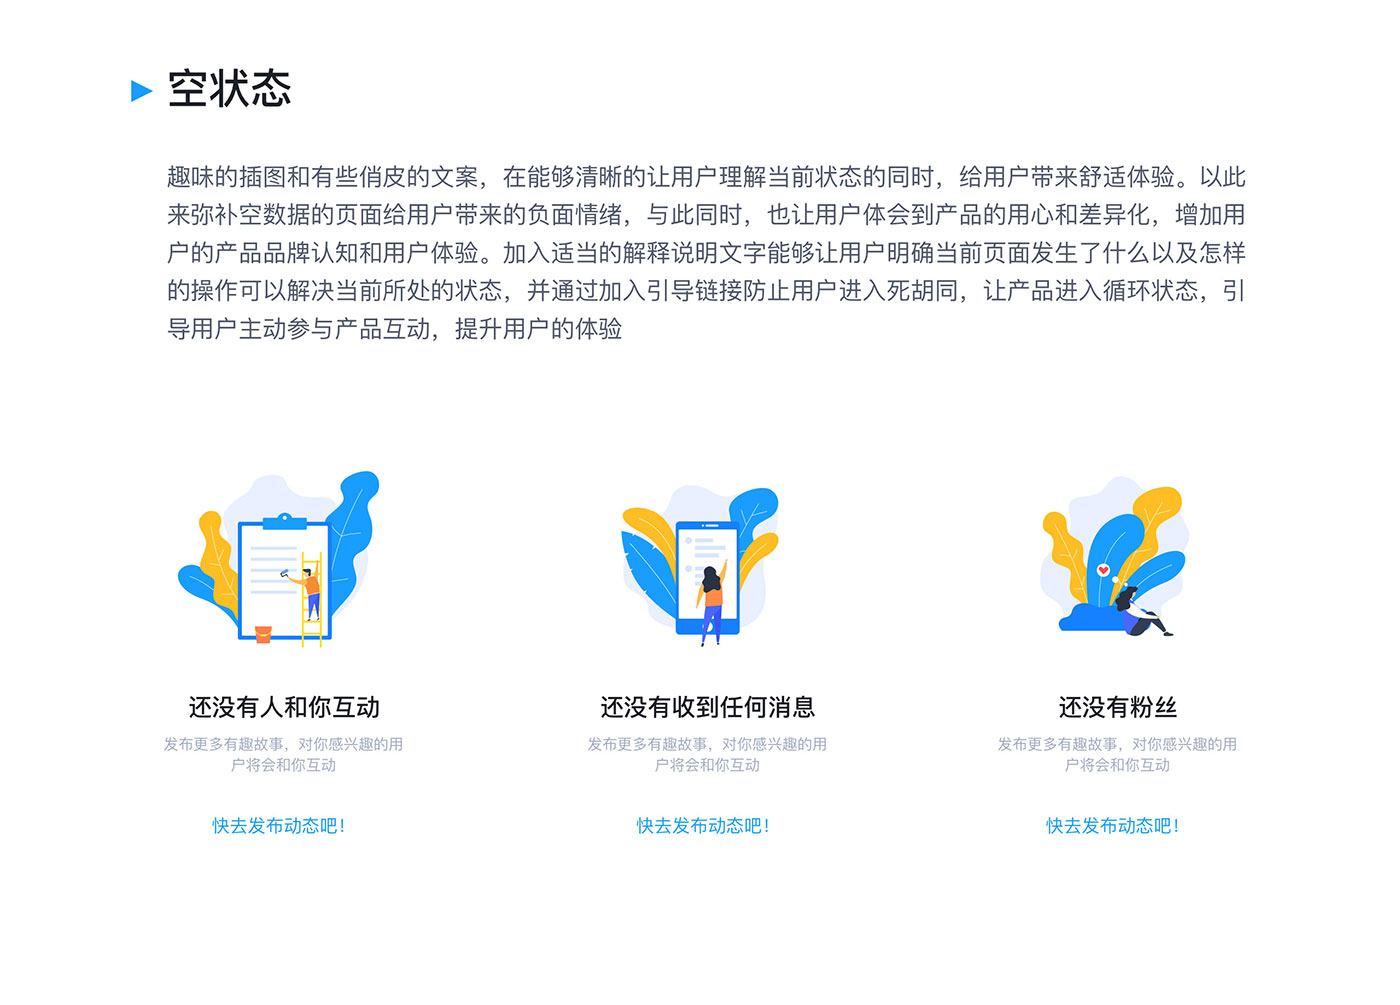 空状态
趣味的插图和有些俏皮的文案，在能够清晰的让用户理解当前状态的同时，给用户带来舒适体验。以此
来弥补空数据的页面给用户带来的负面情绪，与此同时，也让用户体会到产品的用心和差异化，增加用
户的产品品牌认知和用户体验。加入适当的解释说明文字能够让用户明确当前页面发生了什么以及怎样
的操作可以解决当前所处的状态，并通过加入引导链接防止用户进入死胡同，让产品进入循环状态，引
导用户主动参与产品互动，提升用户的体验
还没有人和你互动
发布更多有趣故事，对你感兴趣的用
户将会和你互动
快去发布动态吧！
还没有收到任何消息
发布更多有趣故事，对你感兴趣的用
户将会和你互动
快去发布动态吧！
还没有粉丝
发布更多有趣故事，对你感兴趣的用
户将会和你互动
快去发布动态吧！